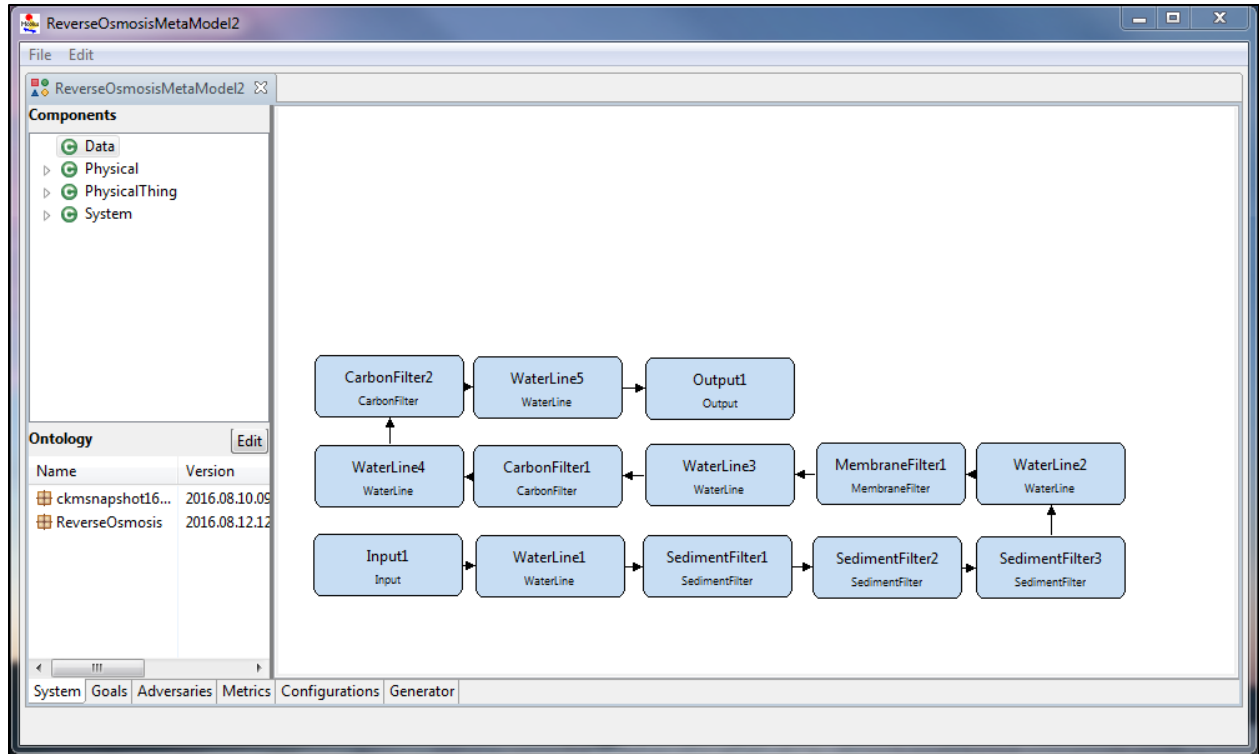 ReverseOsmosisMetaModel2
File Edit
ReverseOsmosisMetaModel2
Components
Data
Physical
PhysicalThing
System
Ontology Edit
Name Version
ckmsnapshot16... 2016.08.10.09
ReverseOsmosis 2016.08.12.12
CarbonFilter2
CarbonFilter
WaterLine5
WaterLine
Output1
Output
WaterLine4
WaterLine
CarbonFilter1
CarbonFilter
WaterLine3
WaterLine
MembraneFilter1
MembraneFilter
WaterLine2
WaterLine
Input1
Input
WaterLine1
WaterLine
SedimentFilter1
SedimentFilter
SedimentFilter2
SedimentFilter
SedimentFilter3
SedimentFilter
System Goals Adversaries Metrics Configurations Generator